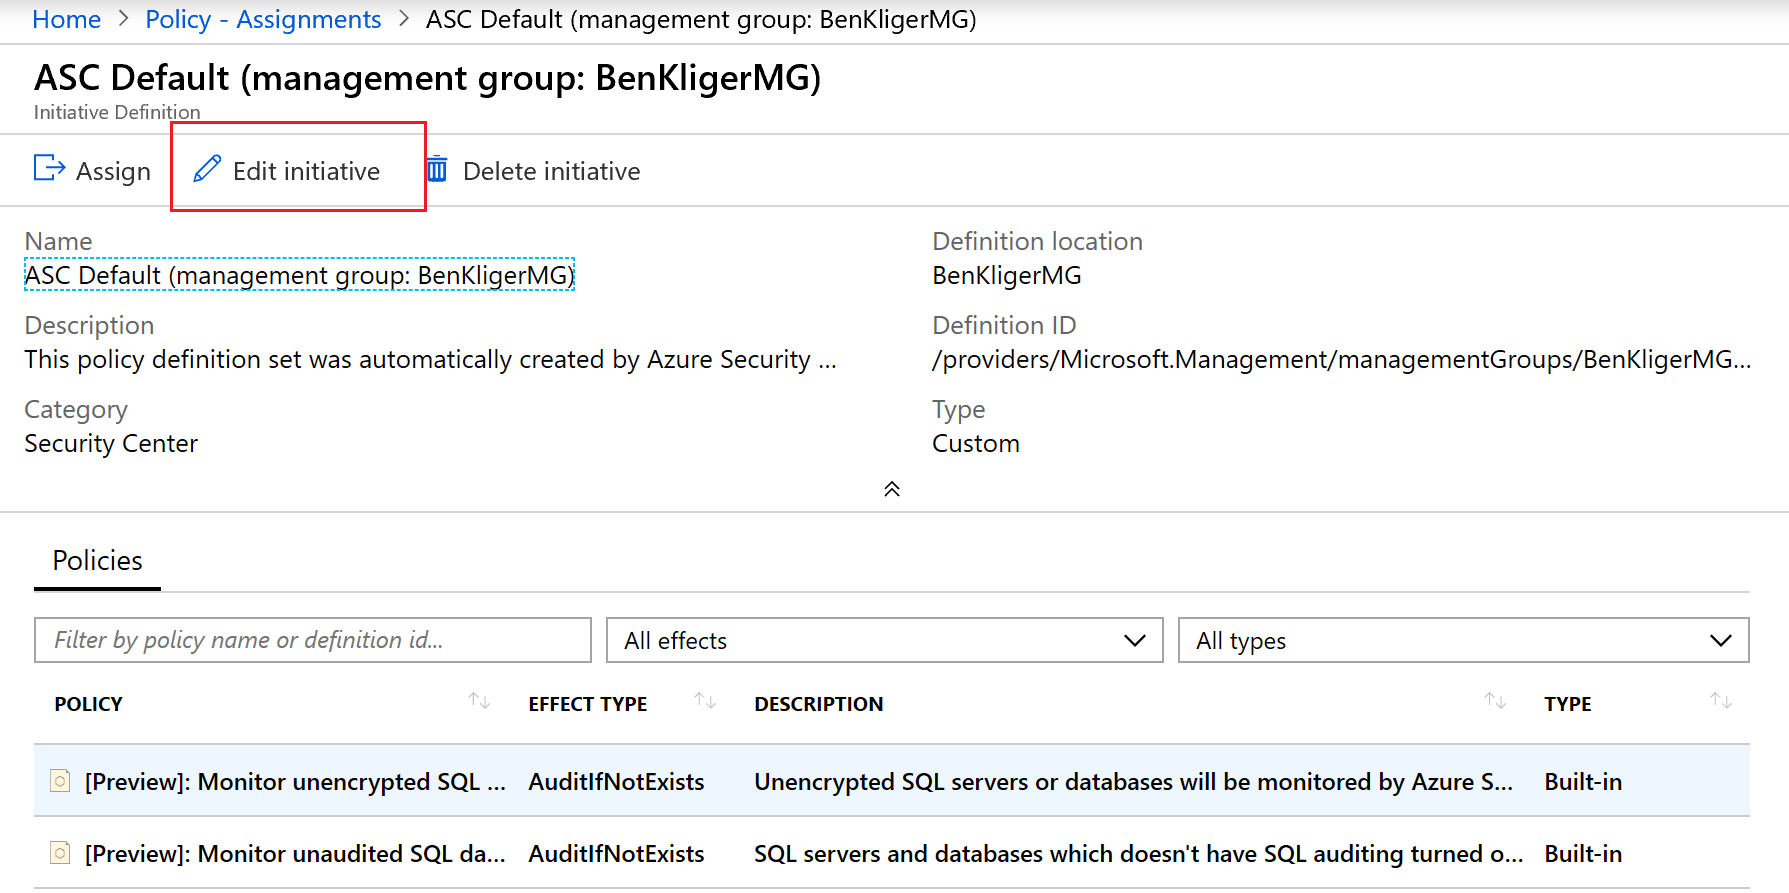 Home > Policy - Assignments > ASC Default (management group: BenKligerMG)
ASC Default (management group: BenKligerMG)
Initiative Definition
Assign Edit initiative Delete initiative
Name
ASC Default (management group: BenKligerMG)
Description
This policy definition set was automatically created by Azure Security ...
Category
Security Center
Definition location
BenKligerMG
Definition ID
/providers/Microsoft.Management/managementGroups/BenKligerMG...
Type
Custom
Policies
Filter by policy name or definition id... All effects All types
POLICY EFFECT TYPE DESCRIPTION TYPE
[Preview]: Monitor unencrypted SQL ... AuditIfNotExists Unencrypted SQL servers or databases will be monitored by Azure S... Built-in
[Preview]: Monitor unaudited SQL da... AuditIfNotExists SQL servers and databases which doesn't have SQL auditing turned o... Built-in